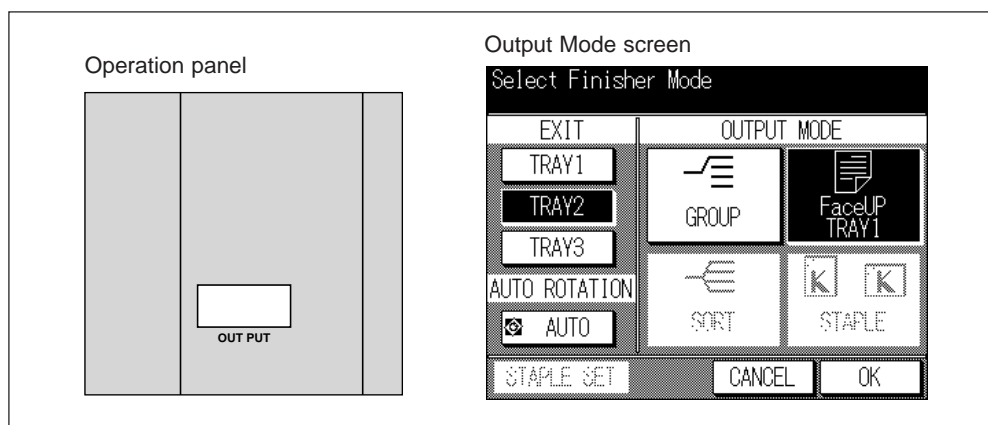 Operation panel
OUT PUT
Output Mode screen
Select Finisher Mode
EXIT
TRAY1
TRAY2
TRAY3
AUTO ROTATION
AUTO
STAPLE SET
OUTPUT MODE
GROUP
FaceUP
TRAY1
SORT
K K
STAPLE
CANCEL
OK